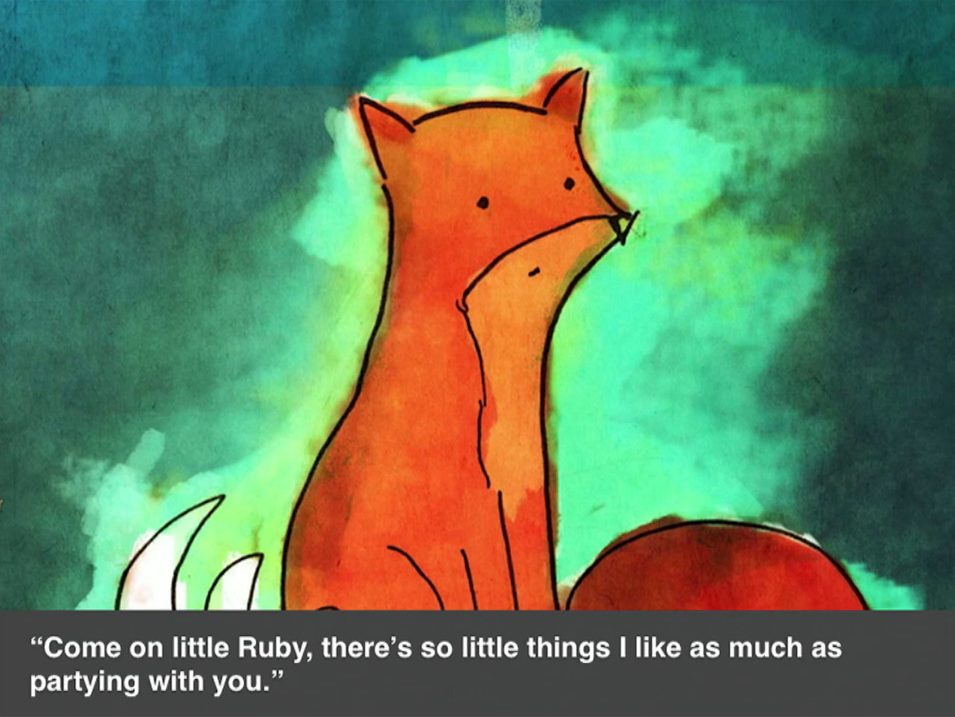 “Come on little Ruby, there’s so little things I like as much as
partying with you.”